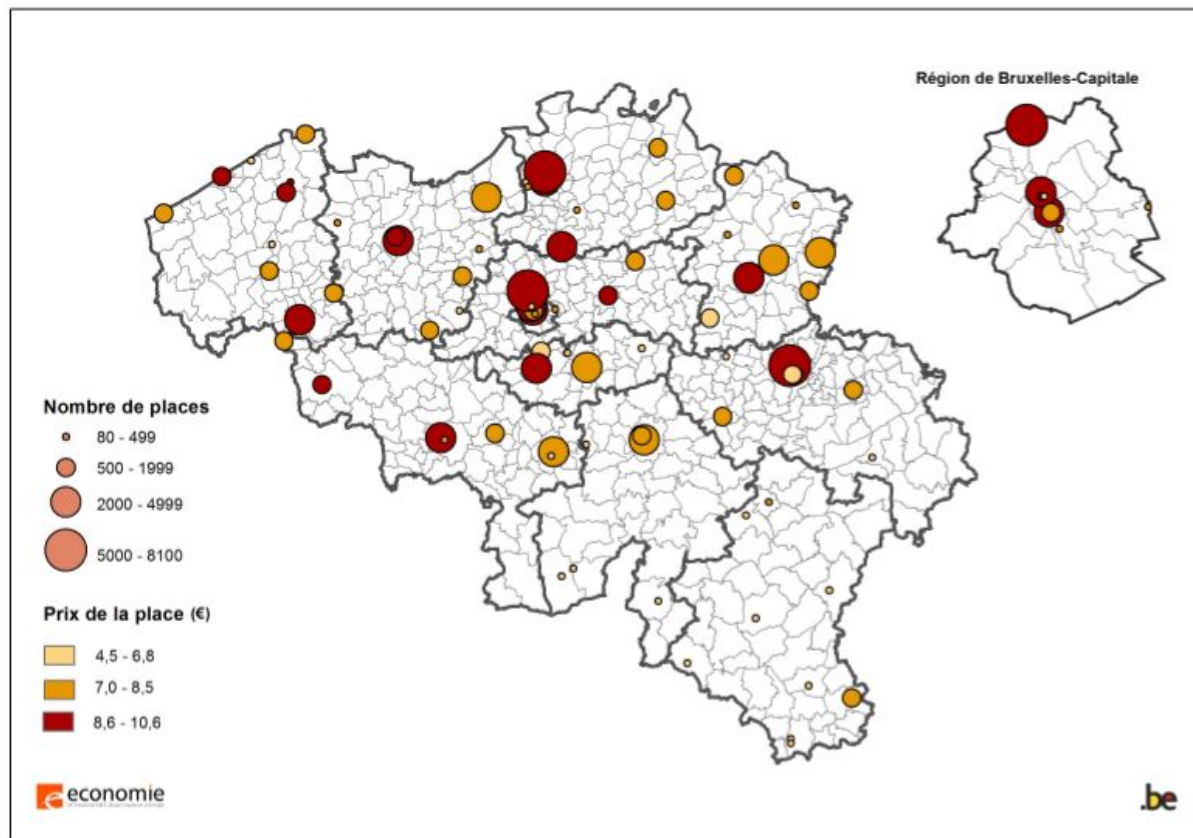 Région de Bruxelles-Capitale
Nombre de places
80 - 499
500 - 1999
2000 - 4999
5000 - 8100
Prix de la place (€)
4,5 - 6,8
7,0 - 8,5
8,6 - 10,6
economie
.be